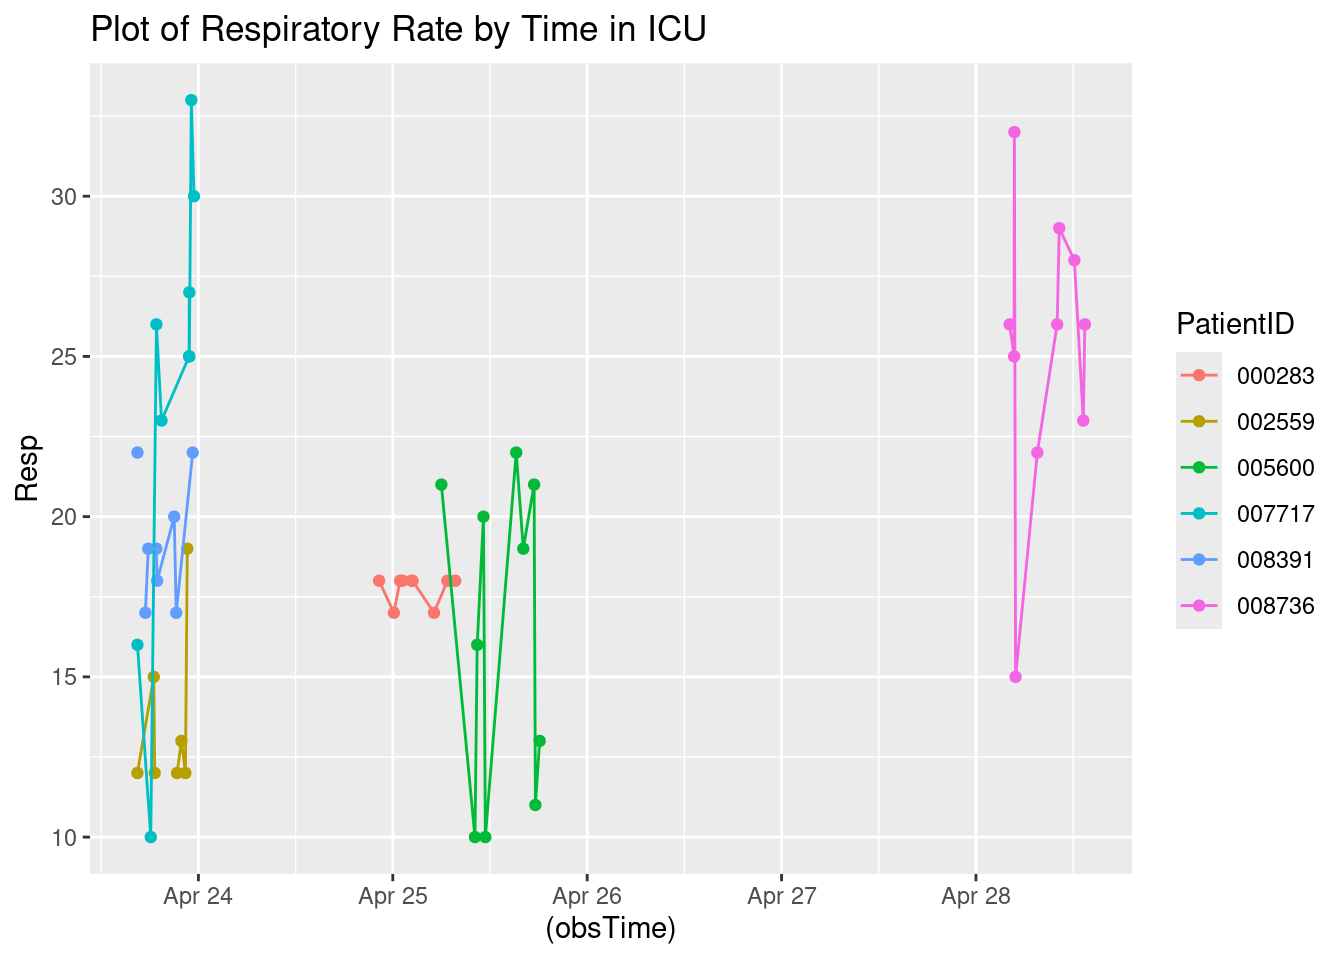 Plot of Respiratory Rate by Time in ICU
30
25
20
15
10
Resp
Apr 24
Apr 25
Apr 26
Apr 27
Apr 28
(obsTime)
PatientID
000283
002559
005600
007717
008391
008736